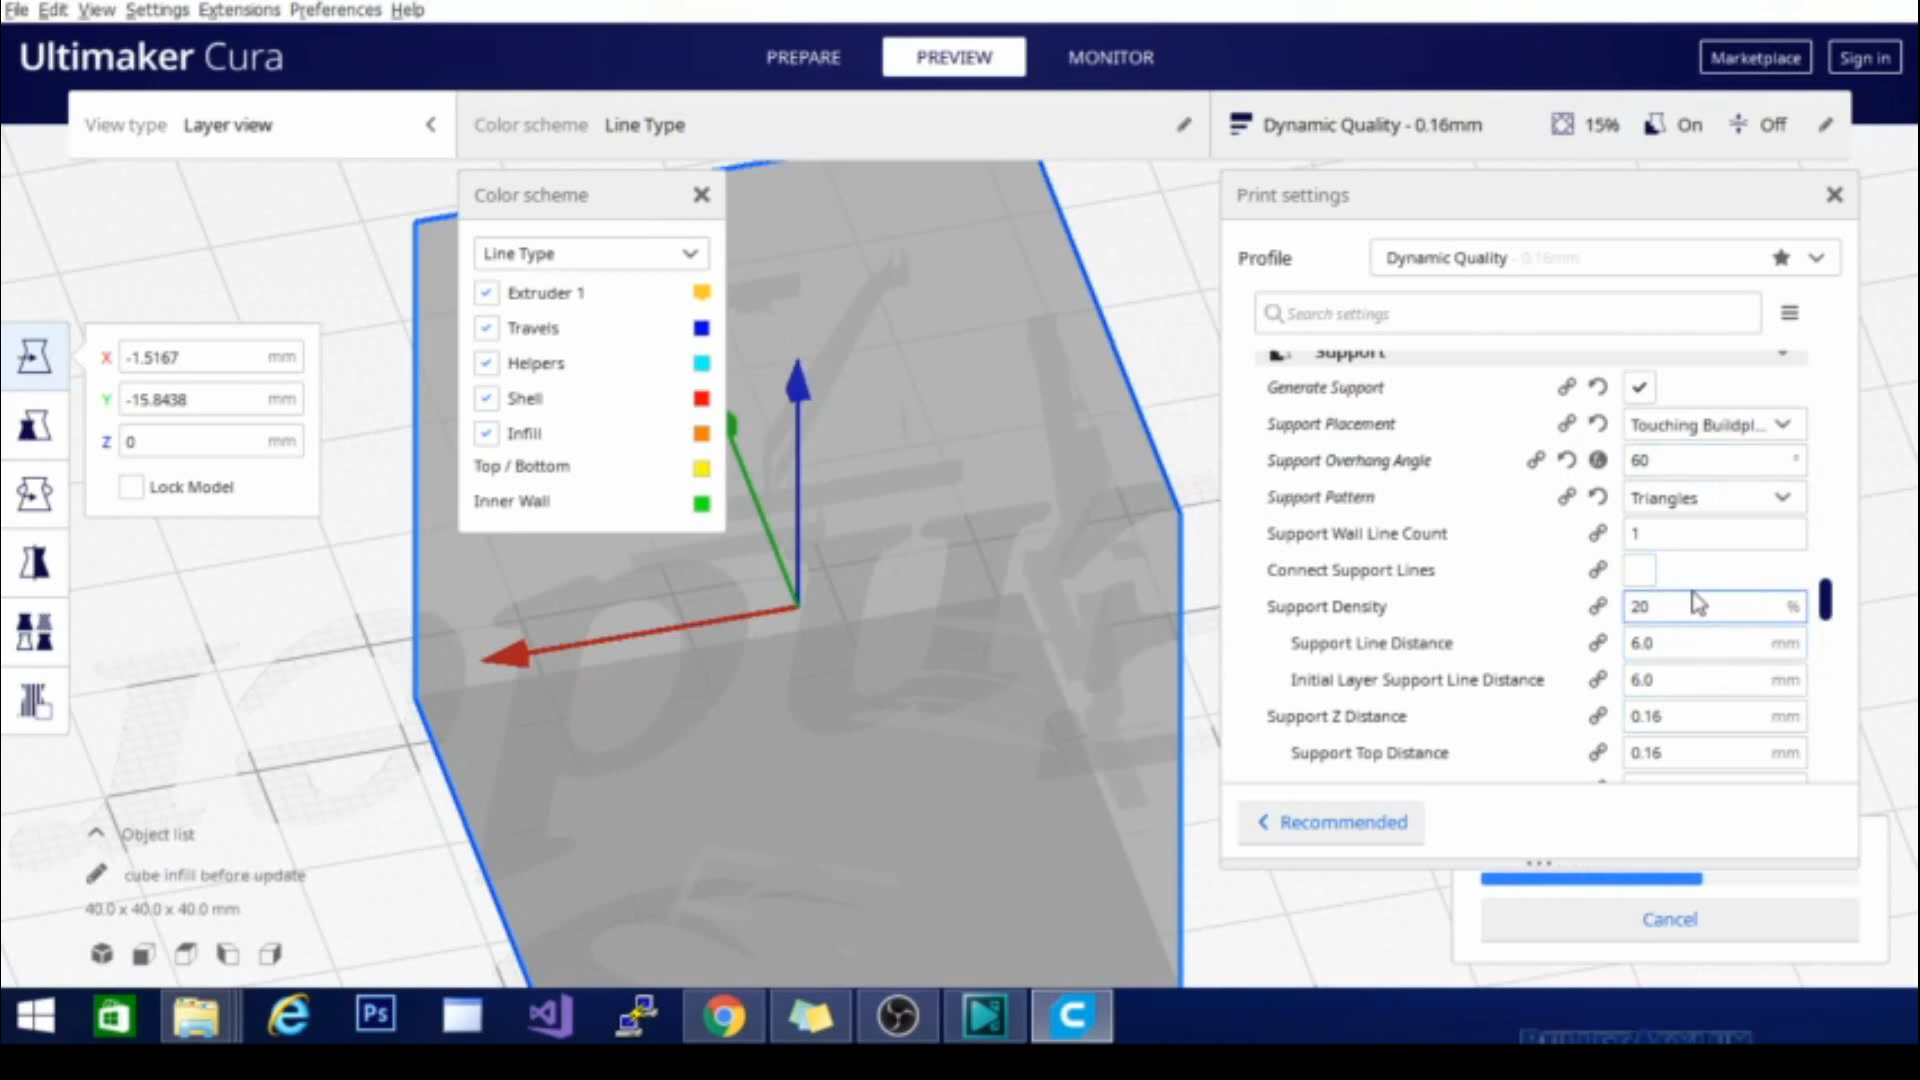 File Edit View Settings Extensions Preferences Help
Ultimaker Cura
PREPARE
PREVIEW
MONITOR
Marketplace
Sign in
View type Layer view
Color scheme Line Type
Dynamic Quality - 0.16mm
15%
On
Off
Color scheme
Line Type
Extruder 1
Travels
Helpers
Shell
Infill
Top / Bottom
Inner Wall
X -1.5167 mm
Y -15.8438 mm
Z 0 mm
Lock Model
Print settings
Profile
Dynamic Quality - 0.16mm
Search settings
Support
Generate Support
Support Placement Touching Buildpl...
Support Overhang Angle 60 °
Support Pattern Triangles
Support Wall Line Count 1
Connect Support Lines
Support Density 20 %
Support Line Distance 6.0 mm
Initial Layer Support Line Distance 6.0 mm
Support Z Distance 0.16 mm
Support Top Distance 0.16 mm
Recommended
Cancel
Object list
cube infill before update
40.0 x 40.0 x 40.0 mm
Ps